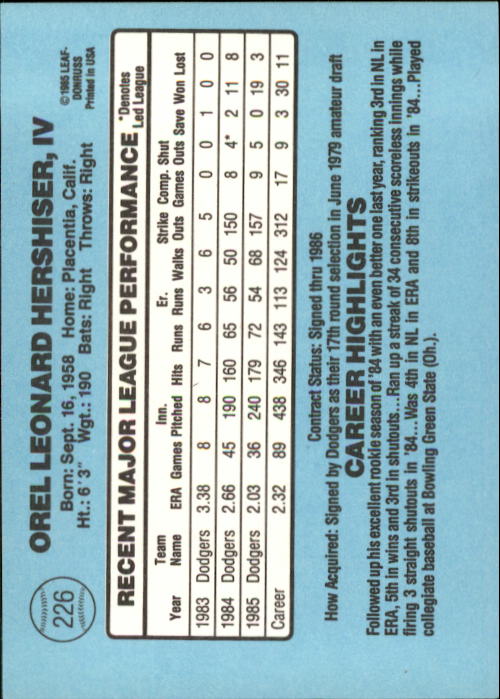 226
OREL LEONARD HERSHISER, IV
Born: Sept. 16, 1958 Home: Placentia, Calif.
Ht.: 6'3" Wgt.: 190 Bats: Right Throws: Right
©1985 LEAF-
DONRUSS
Printed in USA
RECENT MAJOR LEAGUE PERFORMANCE *Denotes
Led League
Team Inn. Er. Strike Comp. Shut
Year Name ERA Games Pitched Hits Runs Runs Walks Outs Games Outs Save Won Lost
1983 Dodgers 3.38 8 8 7 6 3 6 5 0 0 1 0 0
1984 Dodgers 2.66 45 190 160 65 56 50 150 8 4* 2 11 8
1985 Dodgers 2.03 36 240 179 72 54 68 157 9 5 0 19 3
Career 2.32 89 438 346 143 113 124 312 17 9 3 30 11
Contract Status: Signed thru 1986
How Acquired: Signed by Dodgers as their 17th round selection in June 1979 amateur draft
CAREER HIGHLIGHTS
Followed up his excellent rookie season of '84 with an even better one last year, ranking 3rd in NL in
ERA, 5th in wins and 3rd in shutouts...Ran up a streak of 34 consecutive scoreless innings while
firing 3 straight shutouts in '84...Was 4th in NL in ERA and 8th in strikeouts in '84...Played
collegiate baseball at Bowling Green State (Oh.).